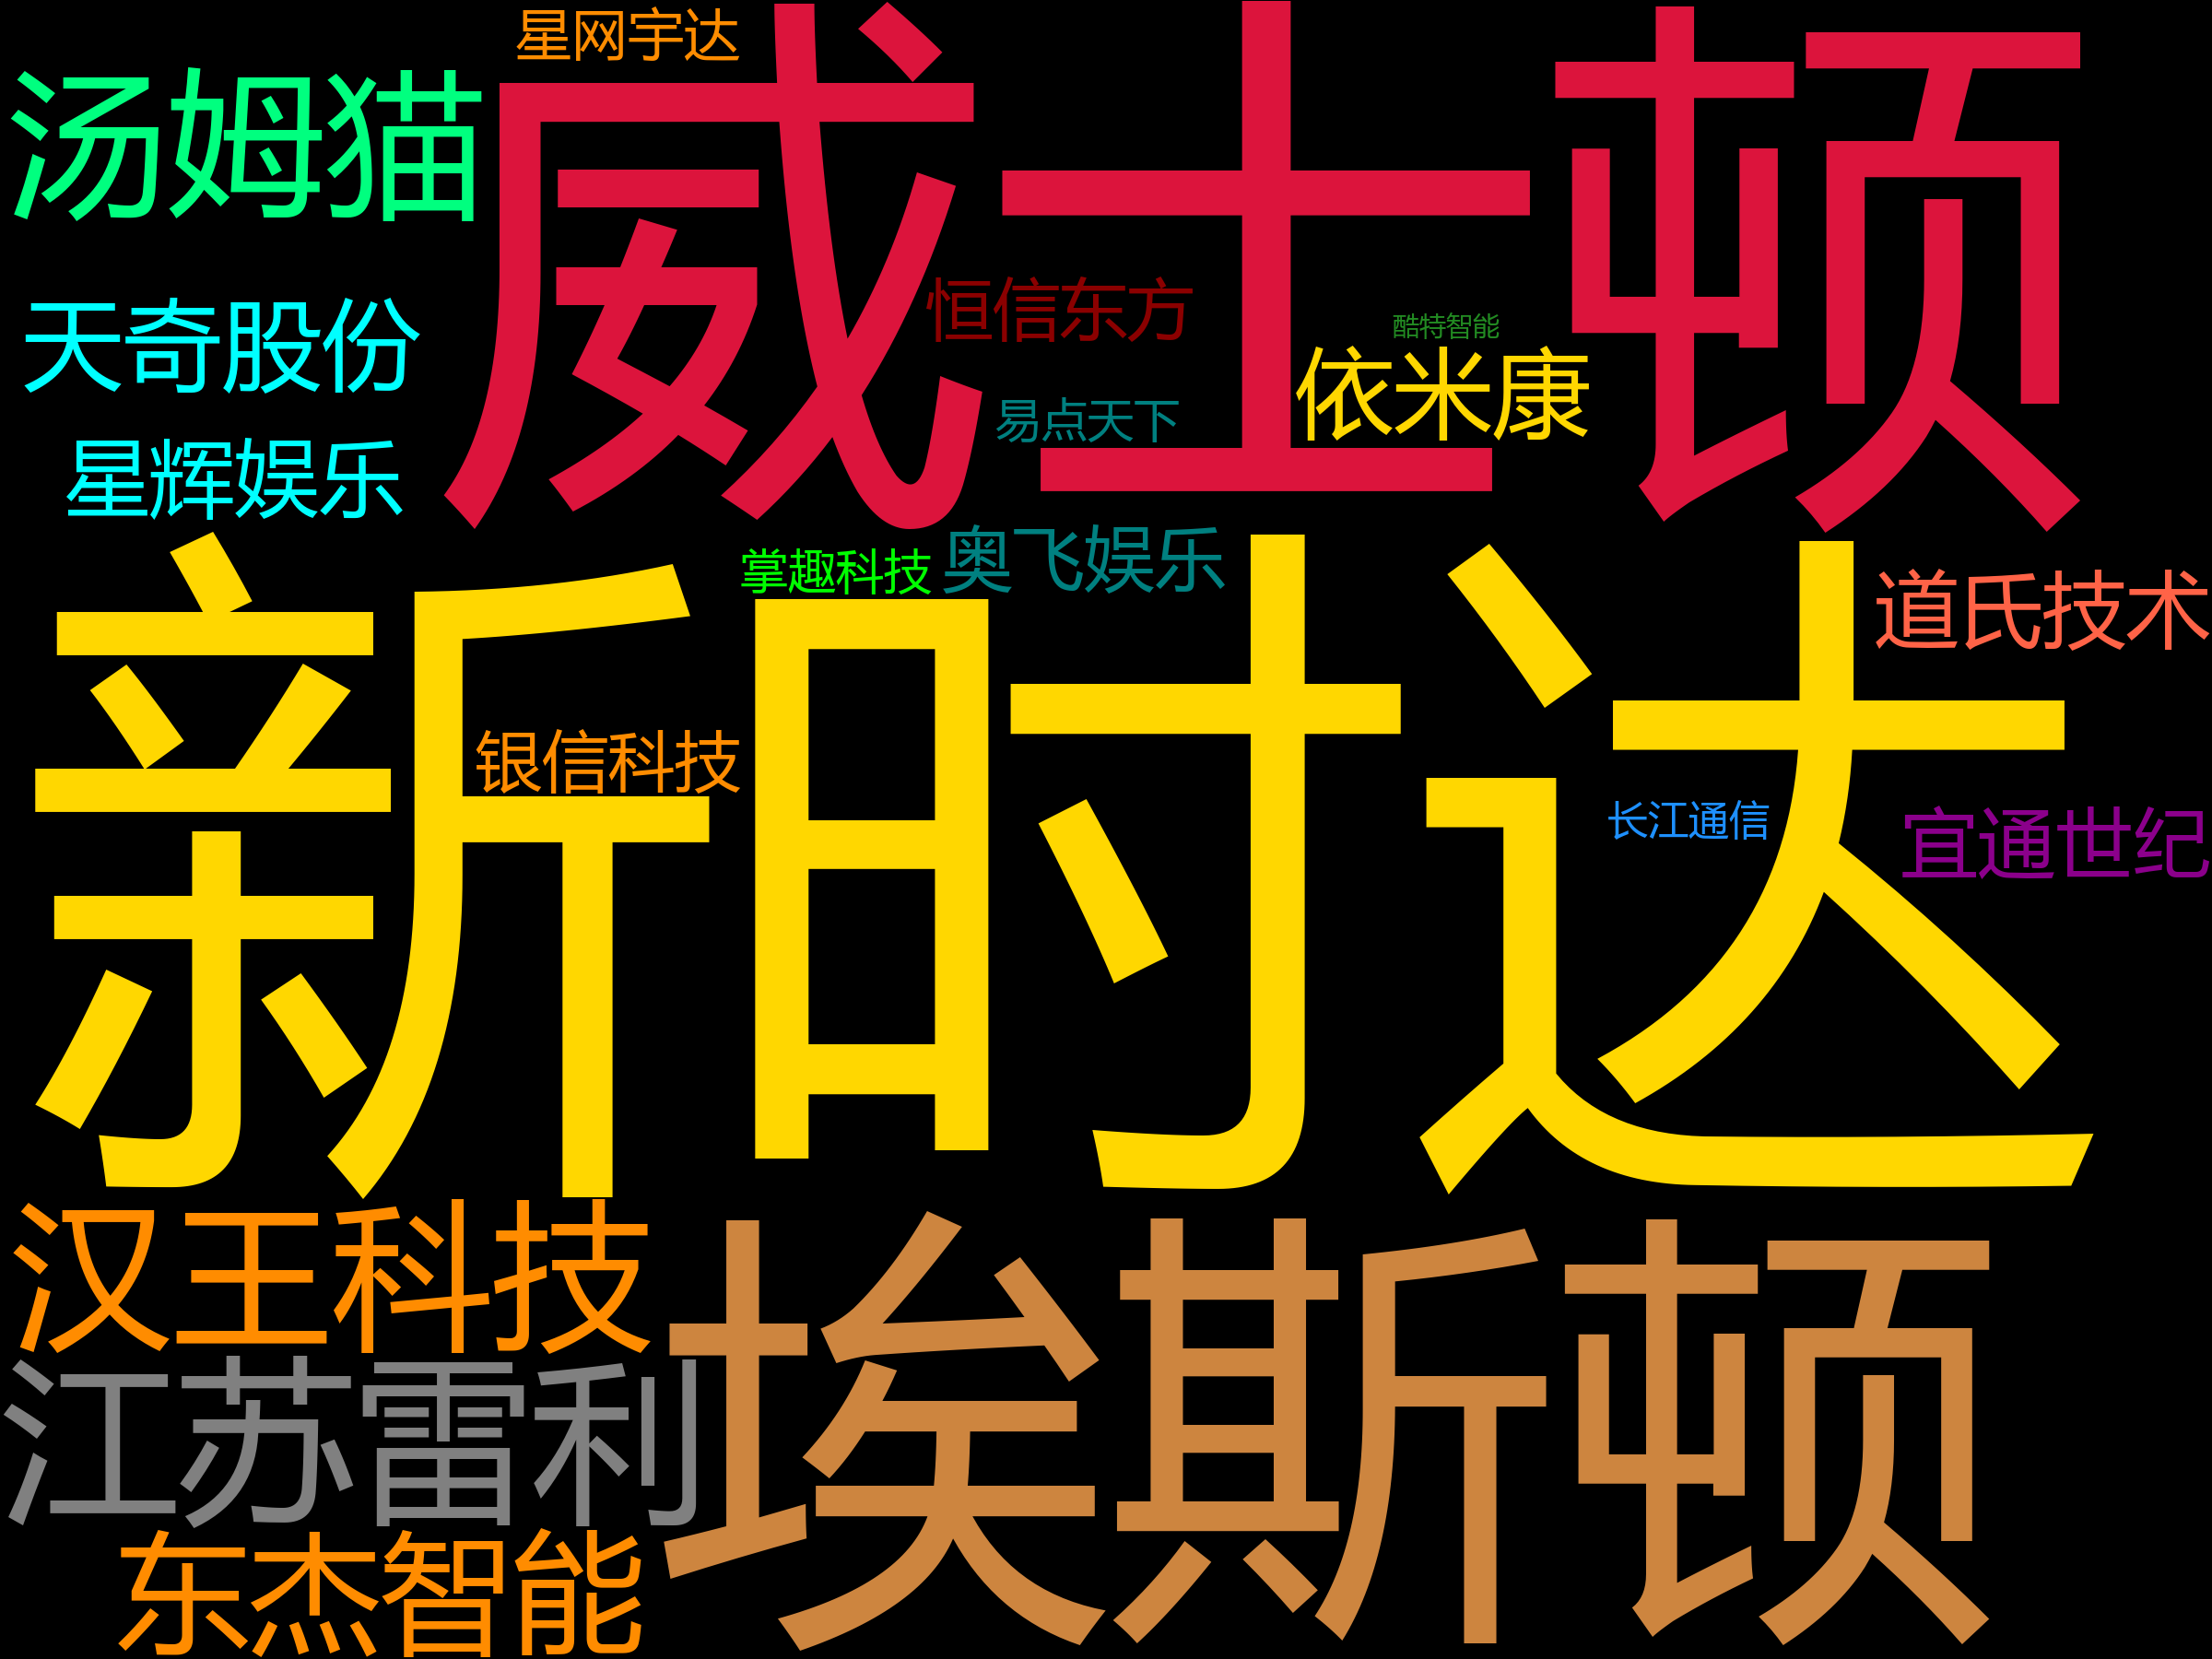 星网宇达
汤姆猫
威士顿
恒信东方
酷特智能
天奇股份
依米康
易点天下
星辉娱乐
掌趣科技
奥飞娱乐
道氏技术
新时达
银信科技
长江通信
宜通世纪
汉王科技
埃斯顿
江苏雷利
东杰智能